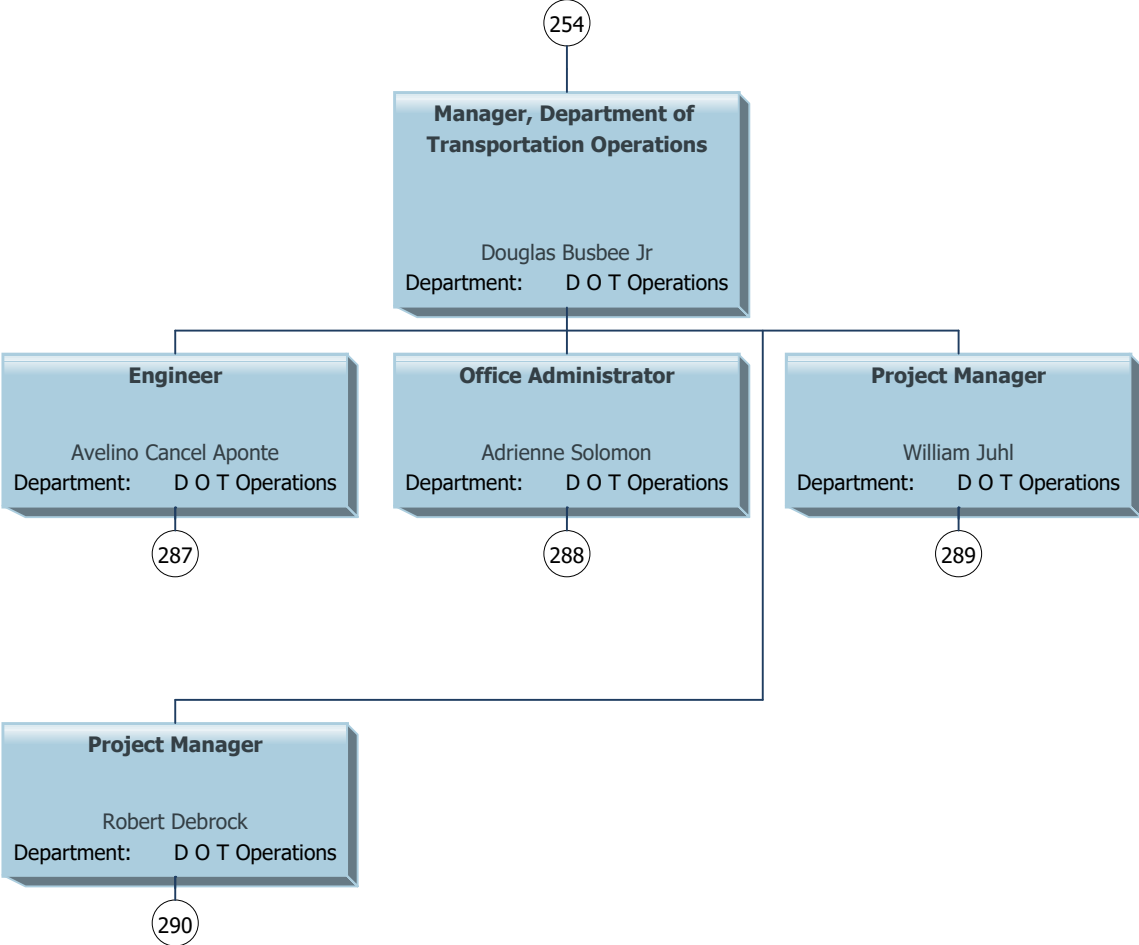 254
Manager, Department of
Transportation Operations
Douglas Busbee Jr
Department: D O T Operations
Engineer
Avelino Cancel Aponte
Department: D O T Operations
287
Office Administrator
Adrienne Solomon
Department: D O T Operations
288
Project Manager
William Juhl
Department: D O T Operations
289
Project Manager
Robert Debrock
Department: D O T Operations
290